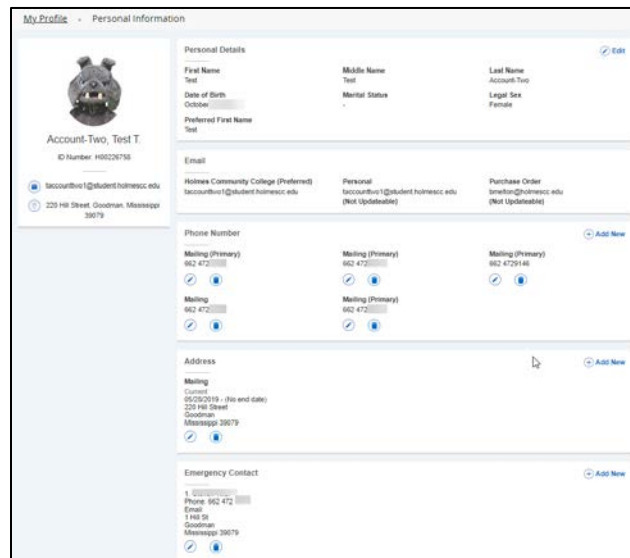 My Profile • Personal Information
Account-Two, Test T.
ID Number: H00226758
taccounttvo1@student.holmescc.edu
220 Hill Street, Goodman, Mississippi
39079
Personal Details
Edit
First Name Middle Name Last Name
Test Test Account-Two
Date of Birth Marital Status Legal Sex
October - Female
Preferred First Name
Test
Email
Holmes Community College (Preferred) Personal Purchase Order
taccounttvo1@student.holmescc.edu taccounttvo1@student.holmescc.edu bmelton@holmescc.edu
(Not Updateable) (Not Updateable)
Phone Number
Add New
Mailing (Primary) Mailing (Primary) Mailing (Primary)
662 472 662 472 662 4729146
Mailing Mailing (Primary)
662 472 662 472
Address
Add New
Mailing
Current
05/28/2019 - (No end date)
220 Hill Street
Goodman
Mississippi 39079
Emergency Contact
Add New
1.
Phone: 662 472
Email
1 Hill St
Goodman
Mississippi 39079